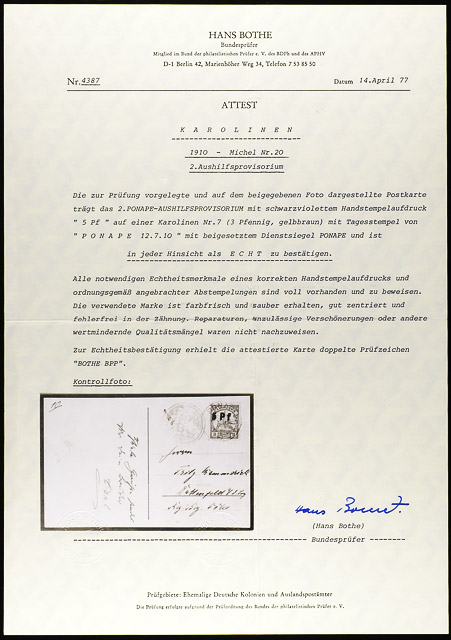 HANS BOTHE
Bundesprüfer
Mitglied im Bund der philatelistischen Prüfer e. V. des BDPh und des APHV
D-1 Berlin 42, Marienhöher Weg 34, Telefon 7 53 85 50
Nr. 4387 Datum 14.April 77
ATTEST
K A R O L I N E N
1910 - Michel Nr.20
2.Aushilfsprovisorium
Die zur Prüfung vorgelegte und auf dem beigegebenen Foto dargestellte Postkarte
trägt das 2.PONAPE-AUSHILFSPROVISORIUM mit schwarzviolettem Handstempelaufdruck
" 5 Pf " auf einer Karolinen Nr.7 (3 Pfennig, gelbbraun) mit Tagesstempel von
" P O N A P E 12.7.10 " mit beigesetztem Dienstsiegel PONAPE und ist
in jeder Hinsicht als E C H T zu bestätigen.
Alle notwendigen Echtheitsmerkmale eines korrekten Handstempelaufdrucks und
ordnungsgemäß angebrachter Abstempelungen sind voll vorhanden und zu beweisen.
Die verwendete Marke ist farbfrisch und sauber erhalten, gut zentriert und
fehlerfrei in der Zähnung. Reparaturen, unzulässige Verschönerungen oder andere
wertmindernde Qualitätsmängel waren nicht nachzuweisen.
Zur Echtheitsbestätigung erhielt die attestierte Karte doppelte Prüfzeichen
"BOTHE BPP".
Kontrollfoto:
5 Pf
Herrn
Hans Bothe
(Hans Bothe)
Bundesprüfer
Prüfgebiete: Ehemalige Deutsche Kolonien und Auslandspostämter
Die Prüfung erfolgte aufgrund der Prüfordnung des Bundes der philatelistischen Prüfer e. V.